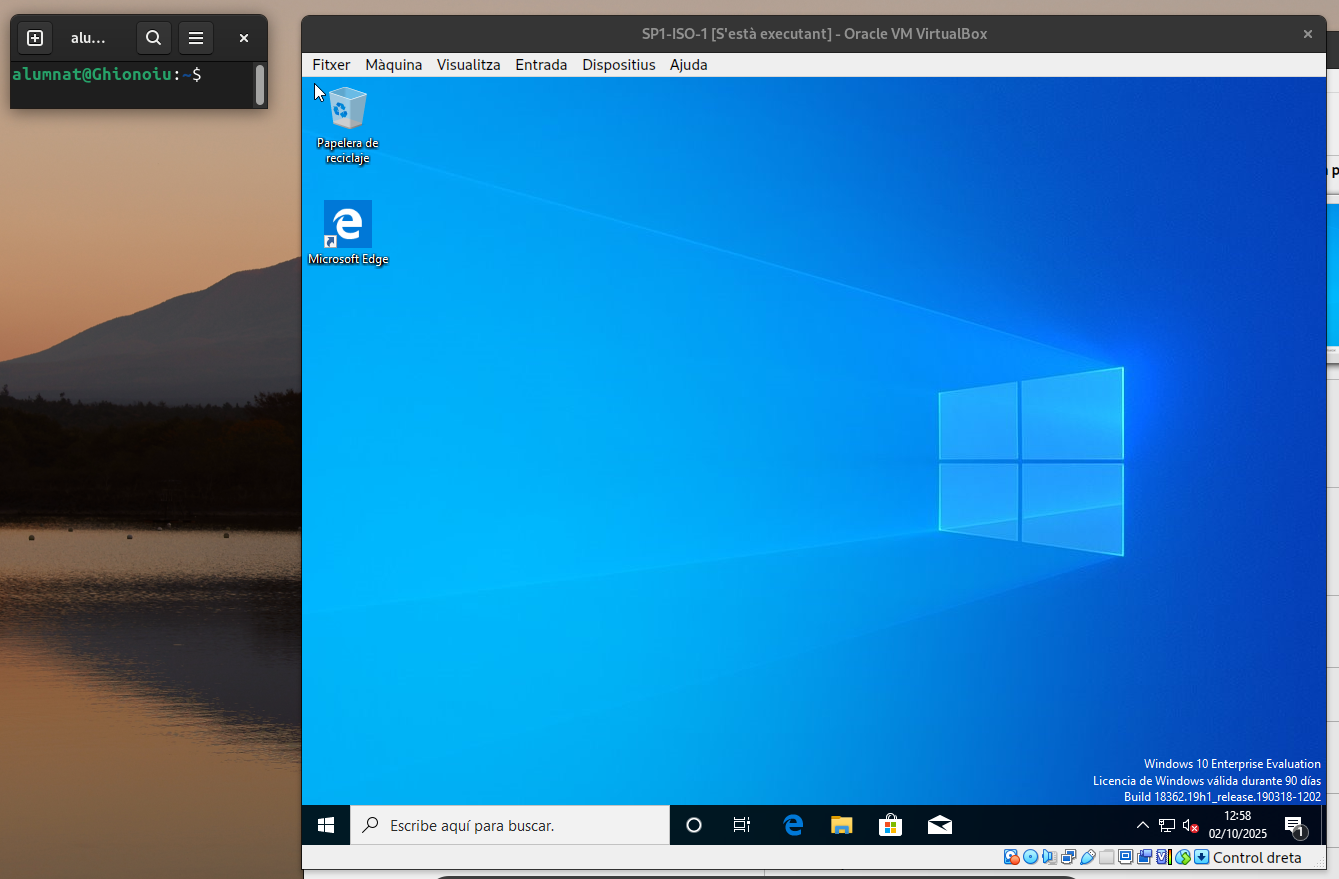 alu...
alumnat@Ghionoiu:~$
SP1-ISO-1 [S'està executant] - Oracle VM VirtualBox
Fitxer Màquina Visualitza Entrada Dispositius Ajuda
Papelera de
reciclaje
Microsoft Edge
Windows 10 Enterprise Evaluation
Licencia de Windows válida durante 90 días
Build 18362.19h1_release.190318-1202
Escribe aquí para buscar.
12:58
02/10/2025
1
Control dreta